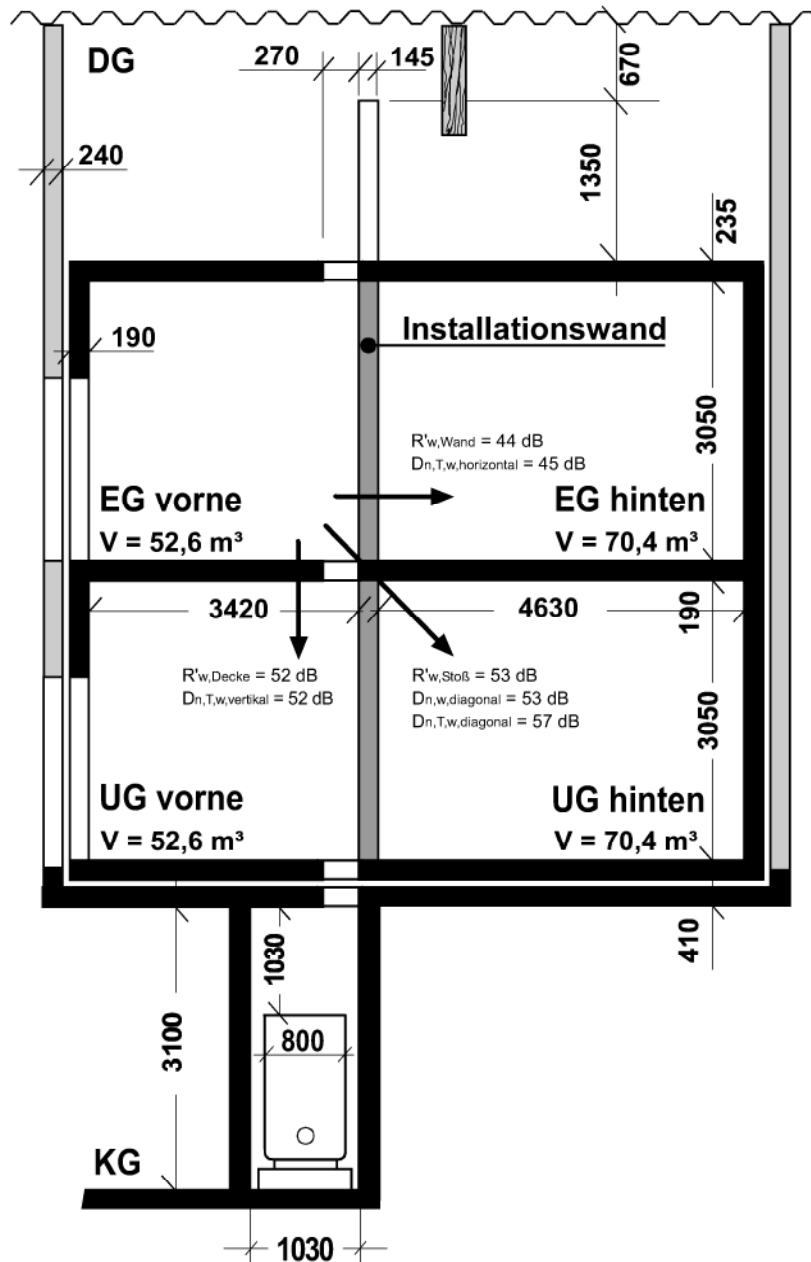 DG
270
145
670
240
1350
235
190
Installationswand
3050
R'w,Wand = 44 dB
Dn,T,w,horizontal = 45 dB
EG vorne
V = 52,6 m³
EG hinten
V = 70,4 m³
3420
4630
190
R'w,Decke = 52 dB
Dn,T,w,vertikal = 52 dB
R'w,Stoß = 53 dB
Dn,w,diagonal = 53 dB
Dn,T,w,diagonal = 57 dB
3050
UG vorne
V = 52,6 m³
UG hinten
V = 70,4 m³
410
1030
3100
800
KG
1030